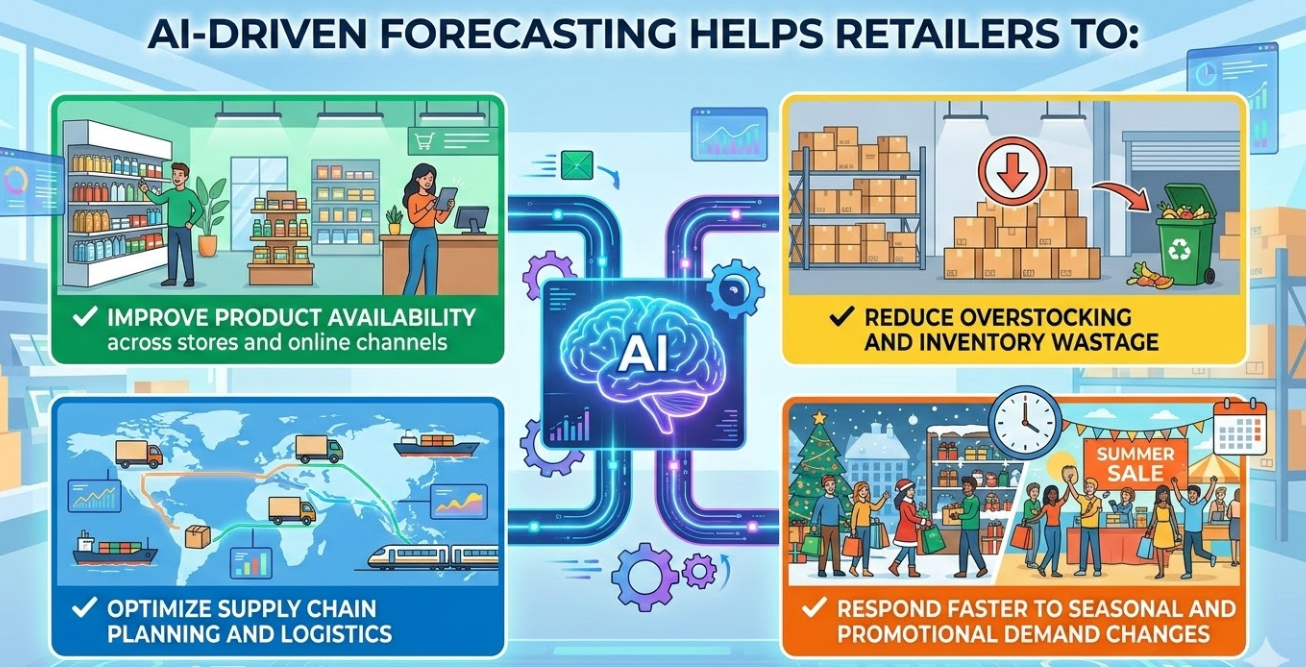 AI-DRIVEN FORECASTING HELPS RETAILERS TO:
IMPROVE PRODUCT AVAILABILITY
across stores and online channels
REDUCE OVERSTOCKING
AND INVENTORY WASTAGE
AI
OPTIMIZE SUPPLY CHAIN
PLANNING AND LOGISTICS
SUMMER
SALE
RESPOND FASTER TO SEASONAL AND
PROMOTIONAL DEMAND CHANGES